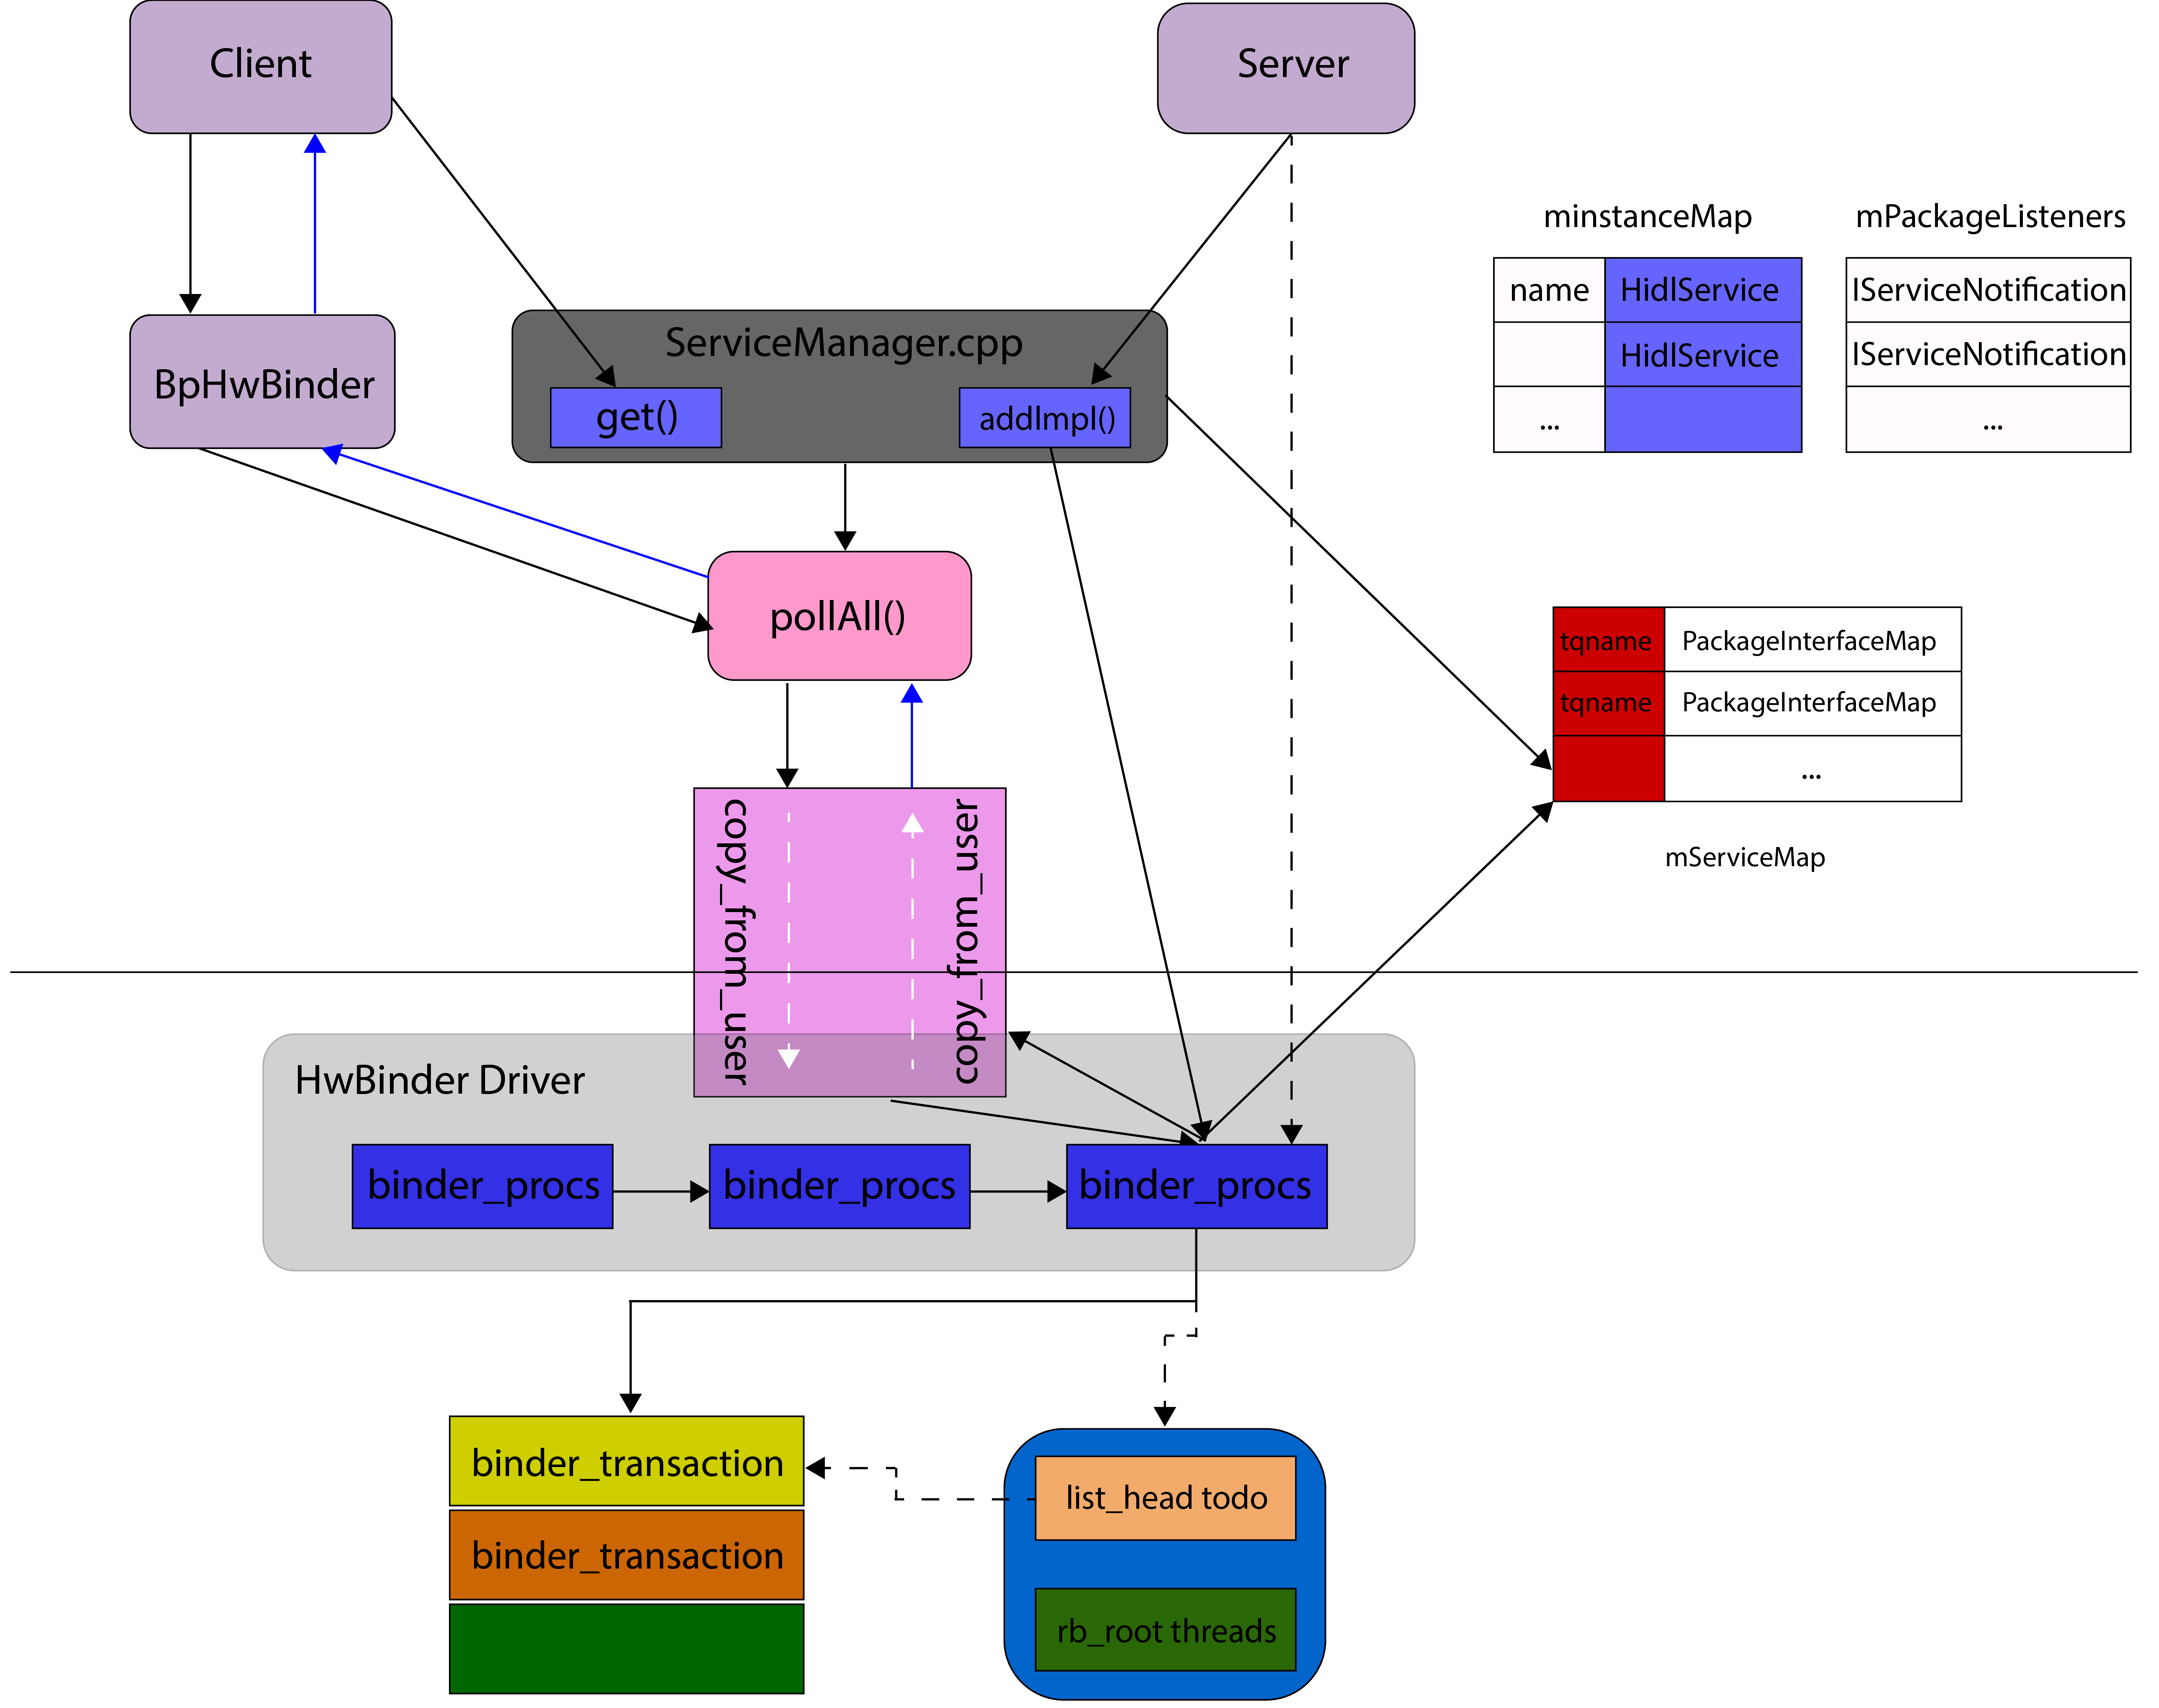 Client
Server
minstanceMap
mPackageListeners
name
HidlService
IServiceNotification
HidlService
IServiceNotification
...
...
ServiceManager.cpp
BpHwBinder
get()
addImpl()
pollAll()
tqname
PackageInterfaceMap
tqname
PackageInterfaceMap
...
mServiceMap
copy_from_user
copy_from_user
HwBinder Driver
binder_procs
binder_procs
binder_procs
binder_transaction
list_head todo
binder_transaction
rb_root threads